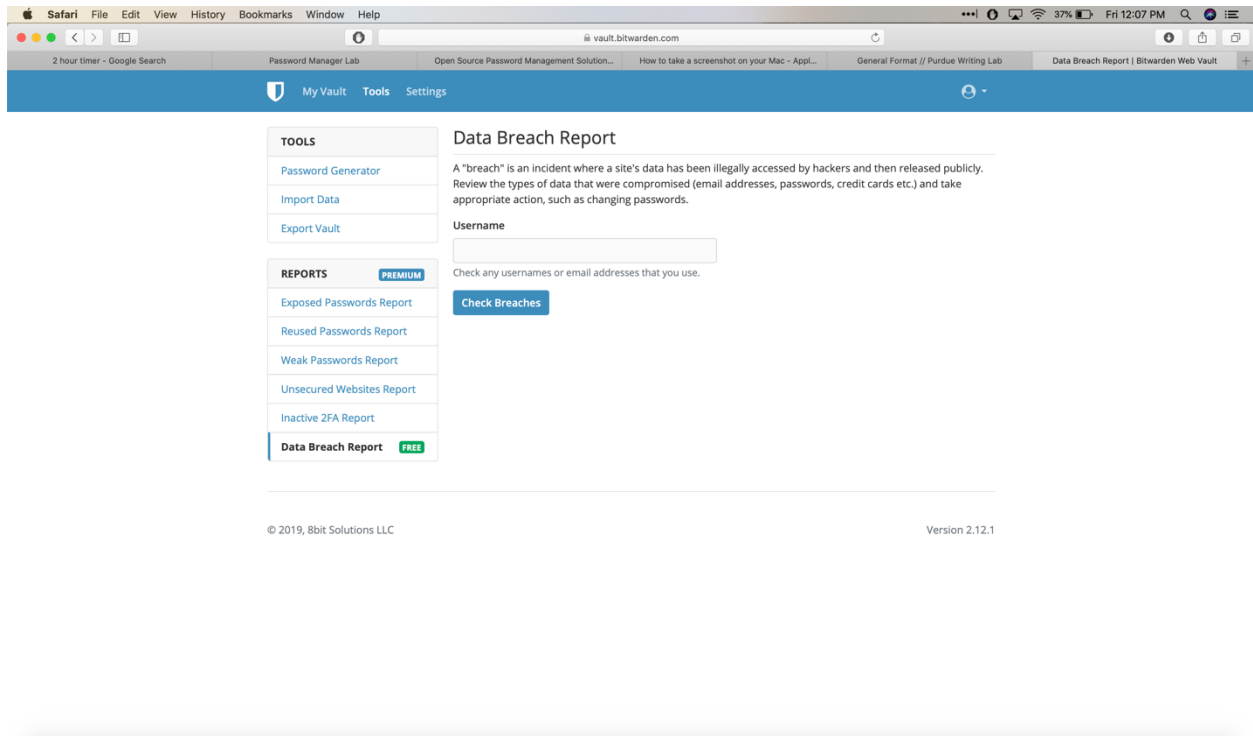 Safari File Edit View History Bookmarks Window Help 37% Fri 12:07 PM
vault.bitwarden.com
2 hour timer - Google Search Password Manager Lab Open Source Password Management Solution... How to take a screenshot on your Mac - Appl... General Format // Purdue Writing Lab Data Breach Report | Bitwarden Web Vault
My Vault Tools Settings
TOOLS
Password Generator
Import Data
Export Vault
REPORTS PREMIUM
Exposed Passwords Report
Reused Passwords Report
Weak Passwords Report
Unsecured Websites Report
Inactive 2FA Report
Data Breach Report FREE
Data Breach Report
A "breach" is an incident where a site's data has been illegally accessed by hackers and then released publicly.
Review the types of data that were compromised (email addresses, passwords, credit cards etc.) and take
appropriate action, such as changing passwords.
Username
Check any usernames or email addresses that you use.
Check Breaches
© 2019, 8bit Solutions LLC Version 2.12.1